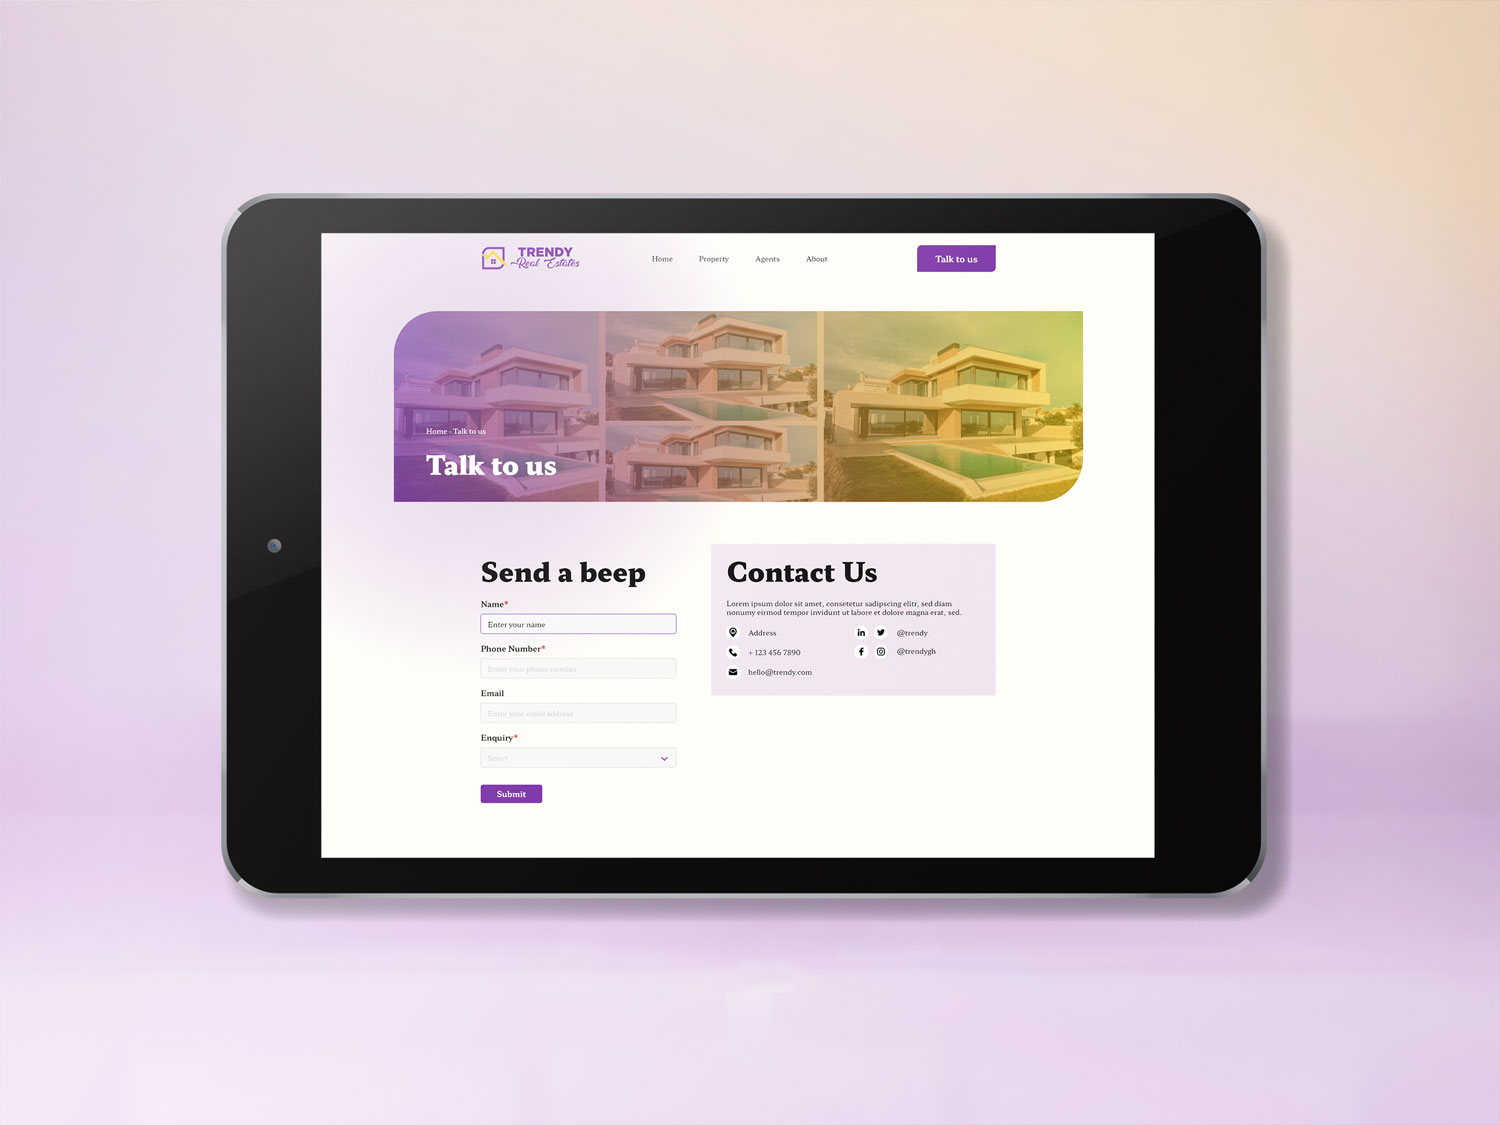 TRENDY
Real Estates
Home
Property
Agents
About
Talk to us
Home - Talk to us
Talk to us
Send a beep
Name*
Enter your name
Phone Number*
Enter your phone number
Email
Enter your email address
Enquiry*
Select
Submit
Contact Us
Lorem ipsum dolor sit amet, consetetur sadipscing elitr, sed diam
nonumy eirmod tempor invidunt ut labore et dolore magna erat, sed.
Address
+ 123 456 7890
hello@trendy.com
@trendy
@trendygh